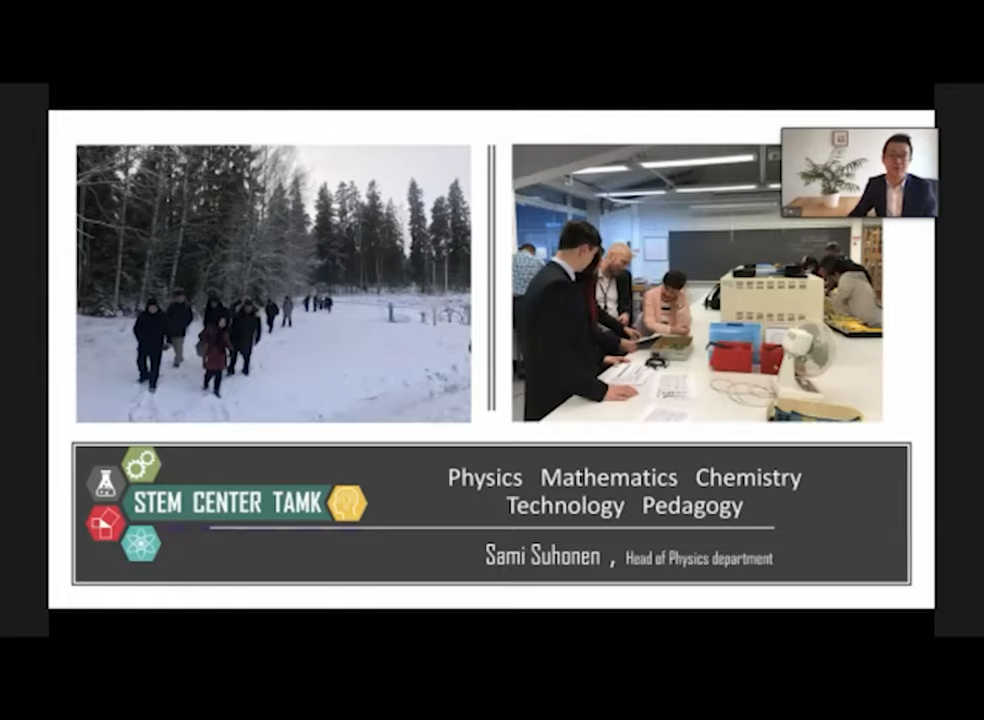 STEM CENTER TAMK
Physics Mathematics Chemistry
Technology Pedagogy
Sami Suhonen , Head of Physics department